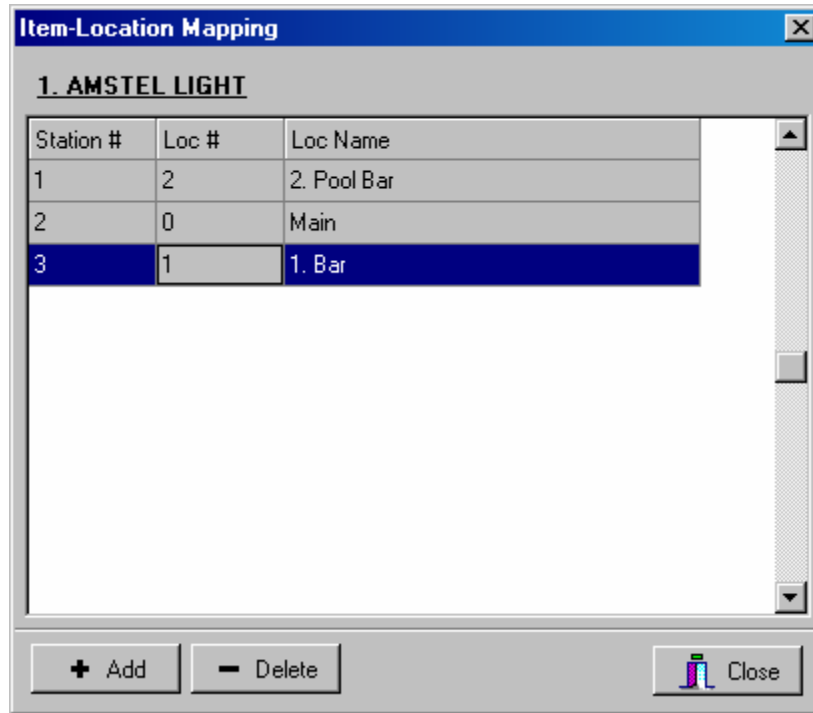 Item-Location Mapping
1. AMSTEL LIGHT
Station # Loc # Loc Name
1 2 2. Pool Bar
2 0 Main
3 1 1. Bar
Add Delete Close